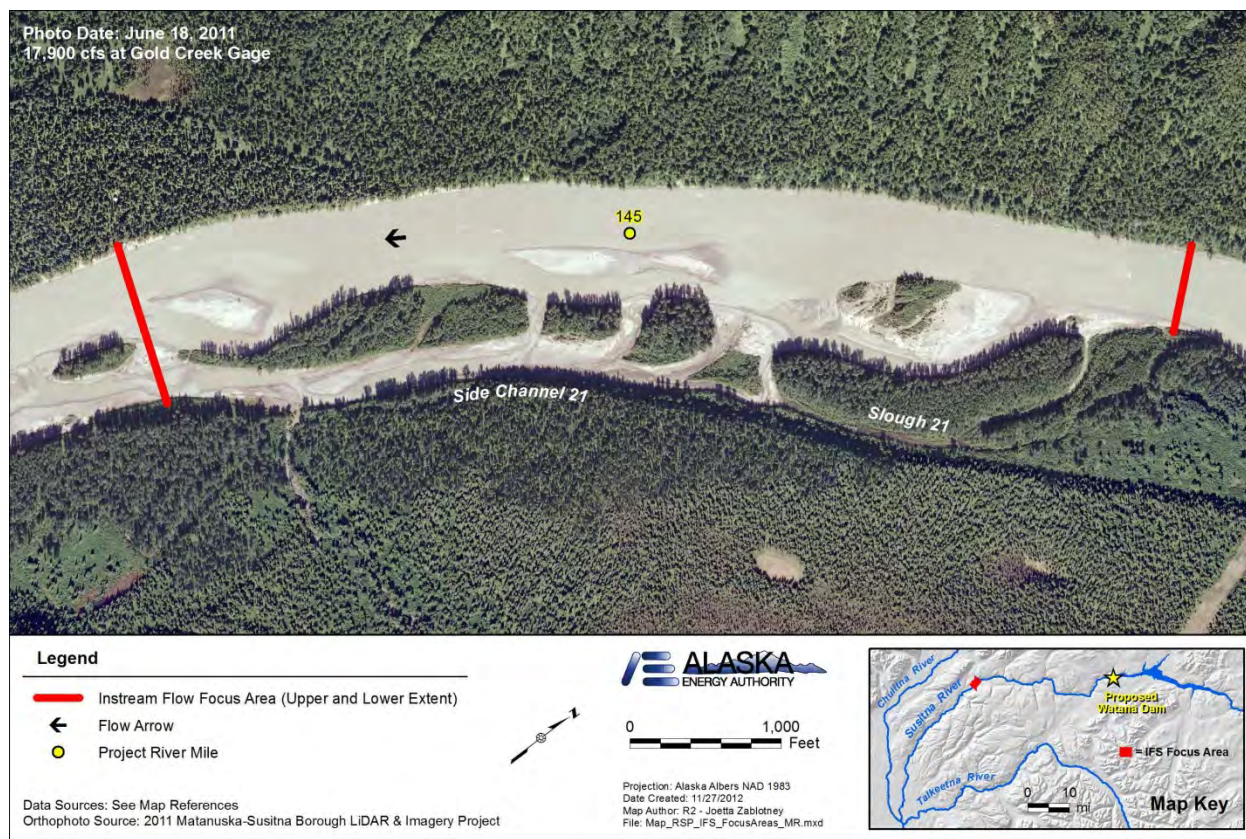 Photo Date: June 18, 2011
17,900 cfs at Gold Creek Gage
145
Side Channel 21
Slough 21
Legend
Instream Flow Focus Area (Upper and Lower Extent)
Flow Arrow
Project River Mile
Data Sources: See Map References
Orthophoto Source: 2011 Matanuska-Susitna Borough LiDAR & Imagery Project
ALASKA
ENERGY AUTHORITY
0 1,000
Feet
Z
Projection: Alaska Albers NAD 1983
Date Created: 11/27/2012
Map Author: R2 - Joetta Zablotney
File: Map_RSP_IFS_FocusAreas_MR.mxd
Chulitna River
Susitna River
Talkeetna River
Proposed
Watana Dam
= IFS Focus Area
0 10
mi
Map Key